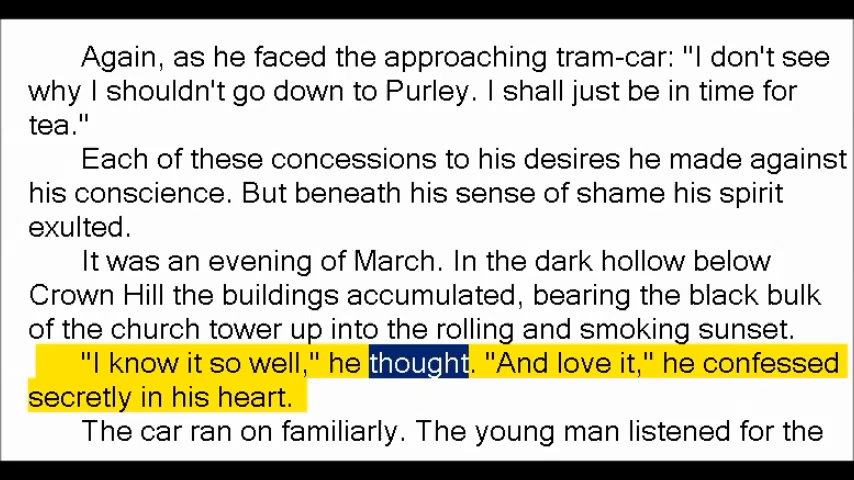 Again, as he faced the approaching tram-car: "I don't see
why I shouldn't go down to Purley. I shall just be in time for
tea."
Each of these concessions to his desires he made against
his conscience. But beneath his sense of shame his spirit
exulted.
It was an evening of March. In the dark hollow below
Crown Hill the buildings accumulated, bearing the black bulk
of the church tower up into the rolling and smoking sunset.
"I know it so well," he thought. "And love it," he confessed
secretly in his heart.
The car ran on familiarly. The young man listened for the